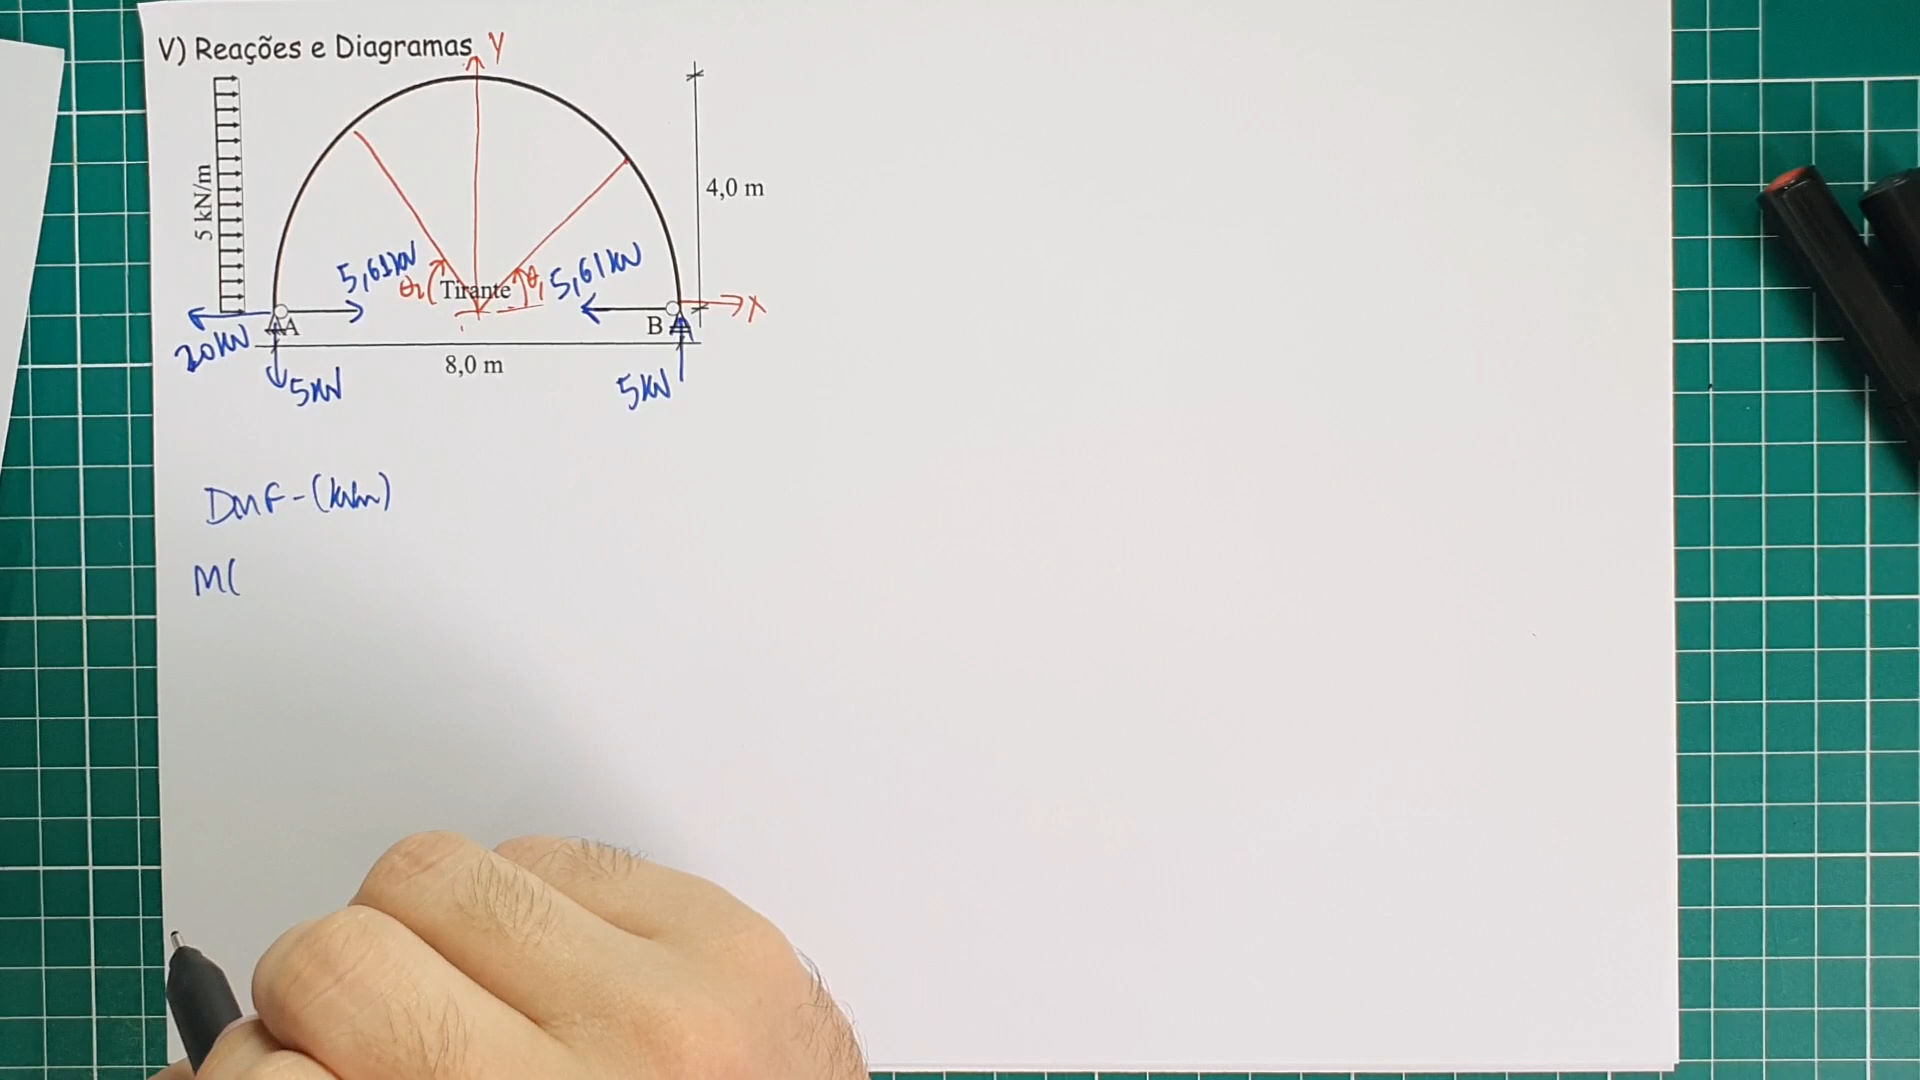 V) Reações e Diagramas Y
5 kN/m
4,0 m
5,61kN
θ2
Tirante
θ1
5,61kN
X
A
B
20kN
8,0 m
5kN
5kN
DMF-(kNm)
M(